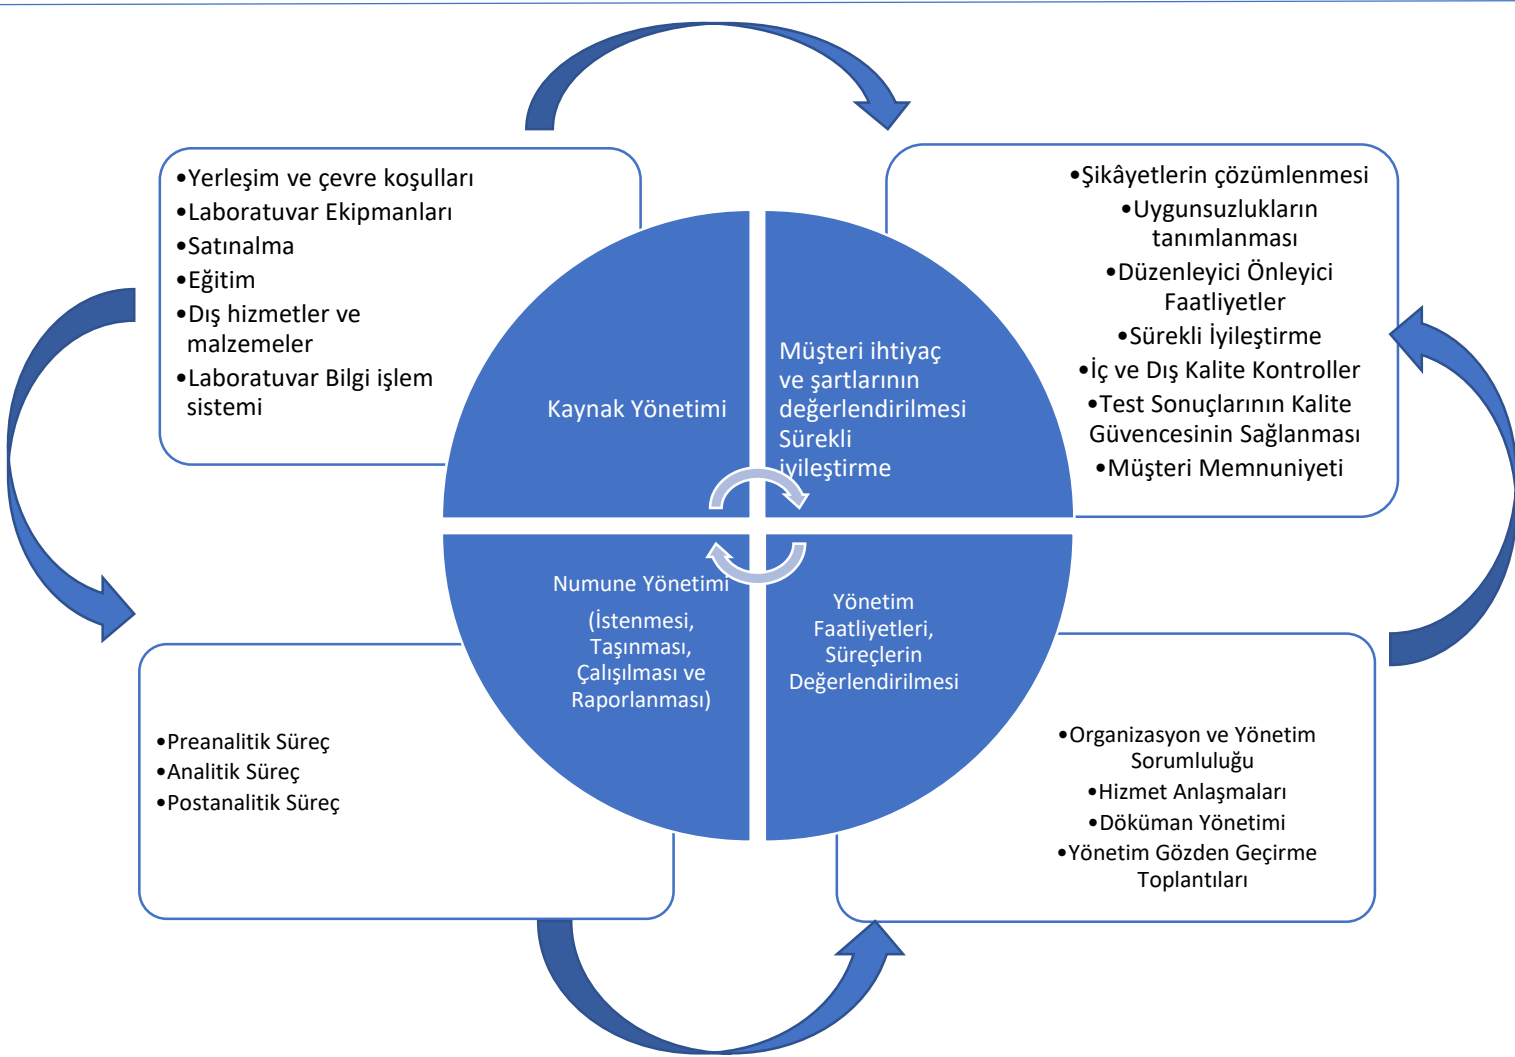 •Yerleşim ve çevre koşulları
•Laboratuvar Ekipmanları
•Satınalma
•Eğitim
•Dış hizmetler ve
malzemeler
•Laboratuvar Bilgi işlem
sistemi
•Şikâyetlerin çözümlenmesi
•Uygunsuzlukların
tanımlanması
•Düzenleyici Önleyici
Faatliyetler
•Sürekli İyileştirme
•İç ve Dış Kalite Kontroller
•Test Sonuçlarının Kalite
Güvencesinin Sağlanması
•Müşteri Memnuniyeti
Kaynak Yönetimi
Müşteri ihtiyaç
ve şartlarının
değerlendirilmesi
Sürekli
iyileştirme
Numune Yönetimi
(İstenmesi,
Taşınması,
Çalışılması ve
Raporlanması)
Yönetim
Faatliyetleri,
Süreçlerin
Değerlendirilmesi
•Preanalitik Süreç
•Analitik Süreç
•Postanalitik Süreç
•Organizasyon ve Yönetim
Sorumluluğu
•Hizmet Anlaşmaları
•Döküman Yönetimi
•Yönetim Gözden Geçirme
Toplantıları